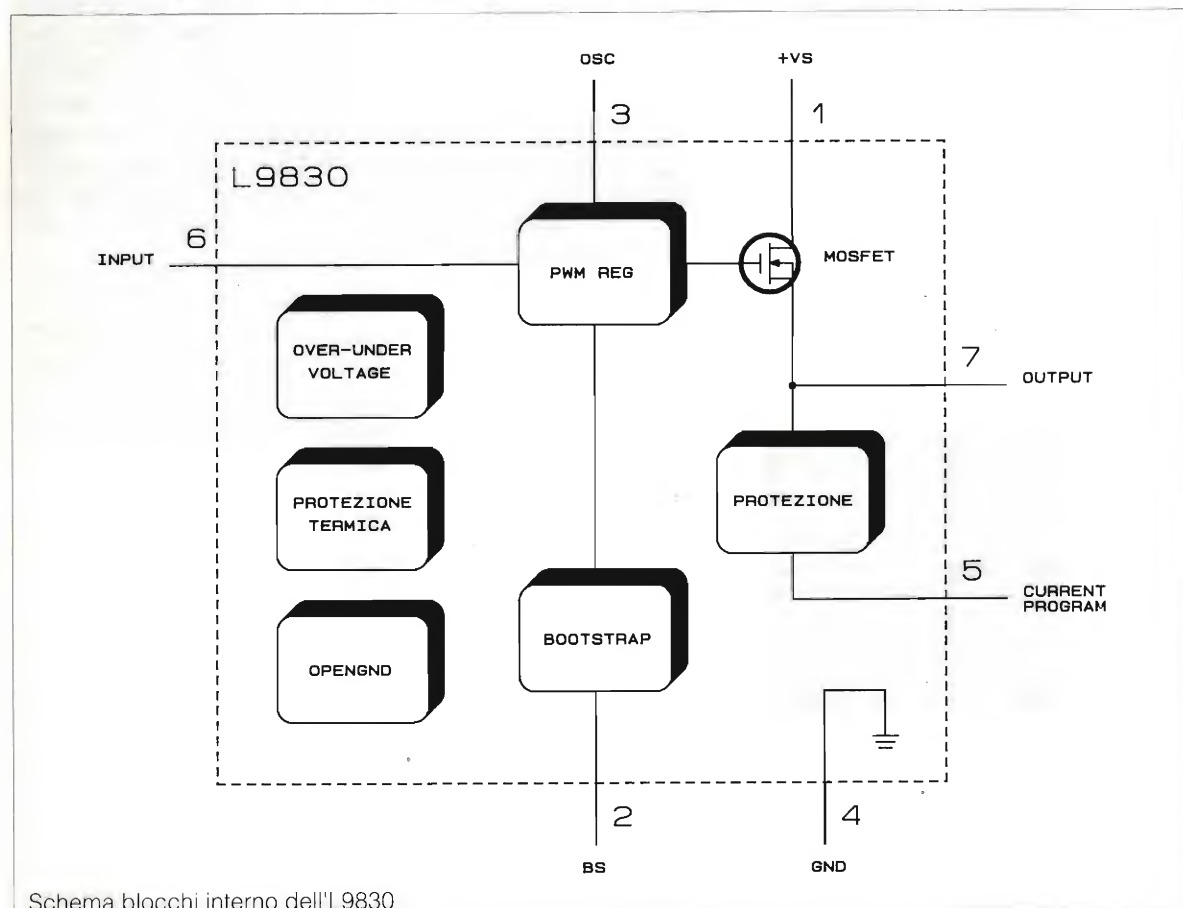 OSC
+VS
3
1
L9830
6
INPUT
PWM REG
MOSFET
OVER-UNDER
VOLTAGE
7
OUTPUT
PROTEZIONE
TERMICA
PROTEZIONE
5
CURRENT
PROGRAM
BOOTSTRAP
OPENGND
2
4
BS
GND
Schema blocchi interno dell'L9830